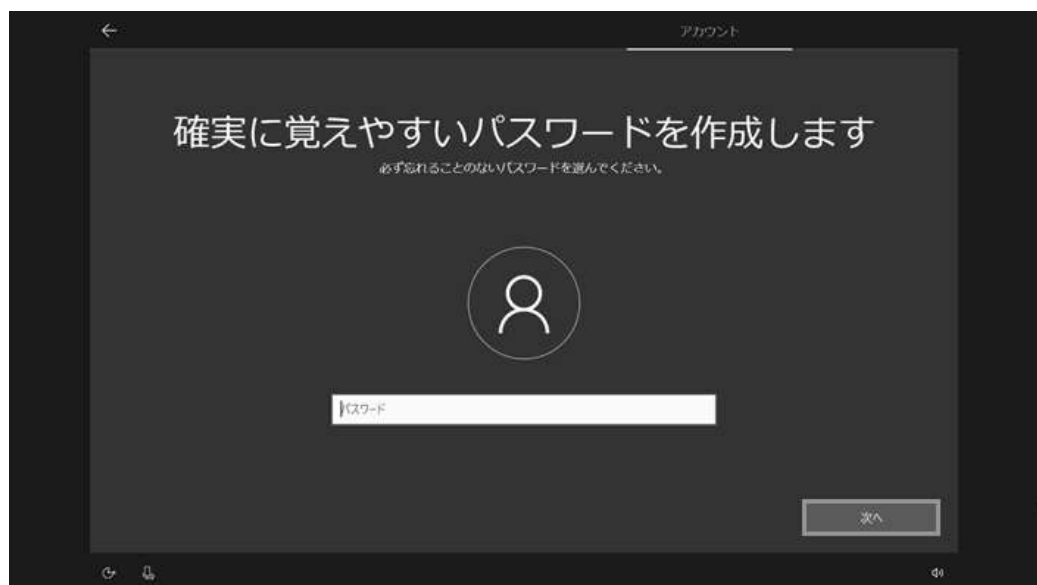 アカウント
確実に覚えやすいパスワードを作成します
必ず忘れることのないパスワードを選んでください。
パスワード
次へ